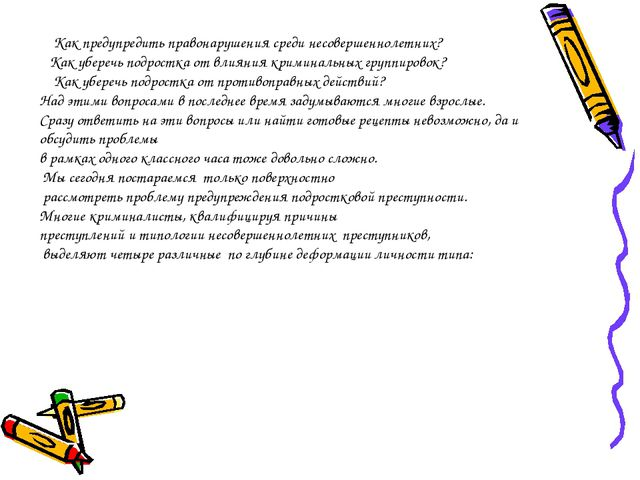 Как предупредить правонарушения среди несовершеннолетних?
Как уберечь подростка от влияния криминальных группировок?
Как уберечь подростка от противоправных действий?
Над этими вопросами в последнее время задумываются многие взрослые.
Сразу ответить на эти вопросы или найти готовые рецепты невозможно, да и
обсудить проблемы
в рамках одного классного часа тоже довольно сложно.
Мы сегодня постараемся только поверхностно
рассмотреть проблему предупреждения подростковой преступности.
Многие криминалисты, квалифицируя причины
преступлений и типологии несовершеннолетних преступников,
выделяют четыре различные по глубине деформации личности типа: